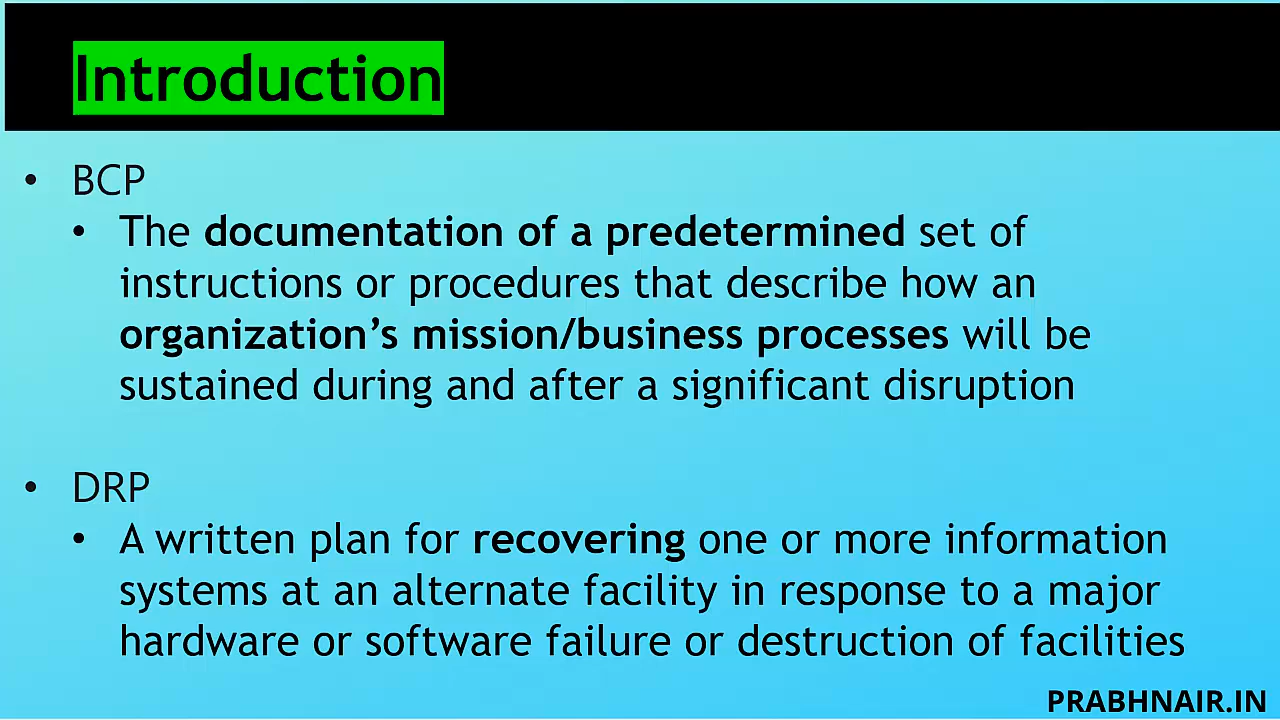 Introduction
• BCP
• The documentation of a predetermined set of
instructions or procedures that describe how an
organization’s mission/business processes will be
sustained during and after a significant disruption
• DRP
• A written plan for recovering one or more information
systems at an alternate facility in response to a major
hardware or software failure or destruction of facilities
PRABHNAIR.IN